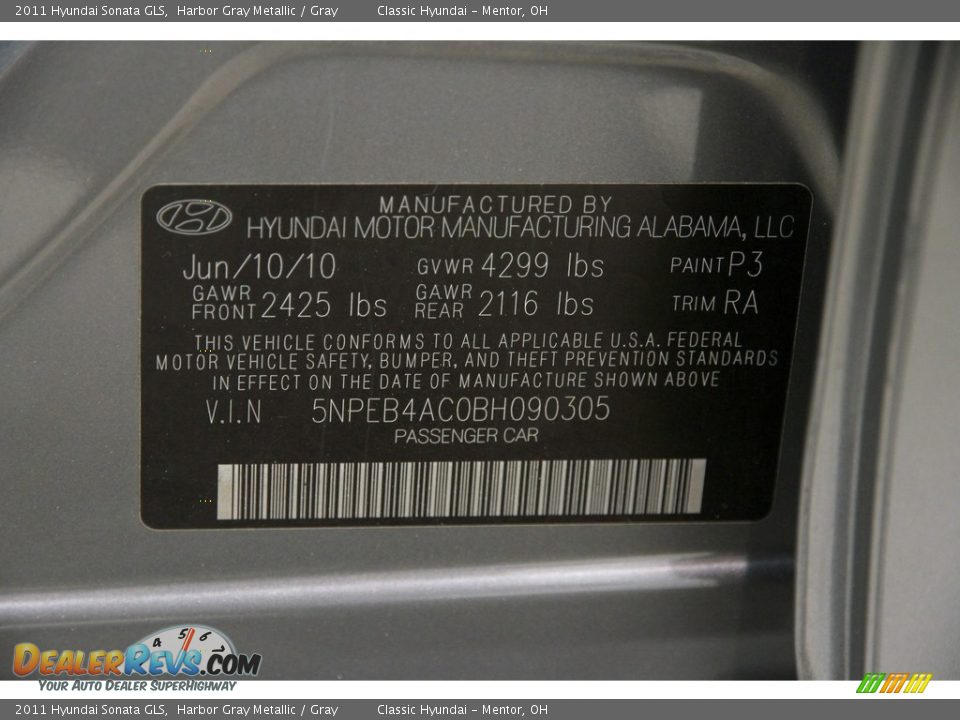 2011 Hyundai Sonata GLS, Harbor Gray Metallic / Gray Classic Hyundai - Mentor, OH
MANUFACTURED BY
HYUNDAI MOTOR MANUFACTURING ALABAMA, LLC
Jun/10/10 GVWR 4299 lbs PAINT P3
GAWR FRONT 2425 lbs GAWR REAR 2116 lbs TRIM RA
THIS VEHICLE CONFORMS TO ALL APPLICABLE U.S.A. FEDERAL
MOTOR VEHICLE SAFETY, BUMPER, AND THEFT PREVENTION STANDARDS
IN EFFECT ON THE DATE OF MANUFACTURE SHOWN ABOVE
V.I.N 5NPEB4AC0BH090305
PASSENGER CAR
4 5 6
DEALERREVS.COM
YOUR AUTO DEALER SUPERHIGHWAY
2011 Hyundai Sonata GLS, Harbor Gray Metallic / Gray Classic Hyundai - Mentor, OH